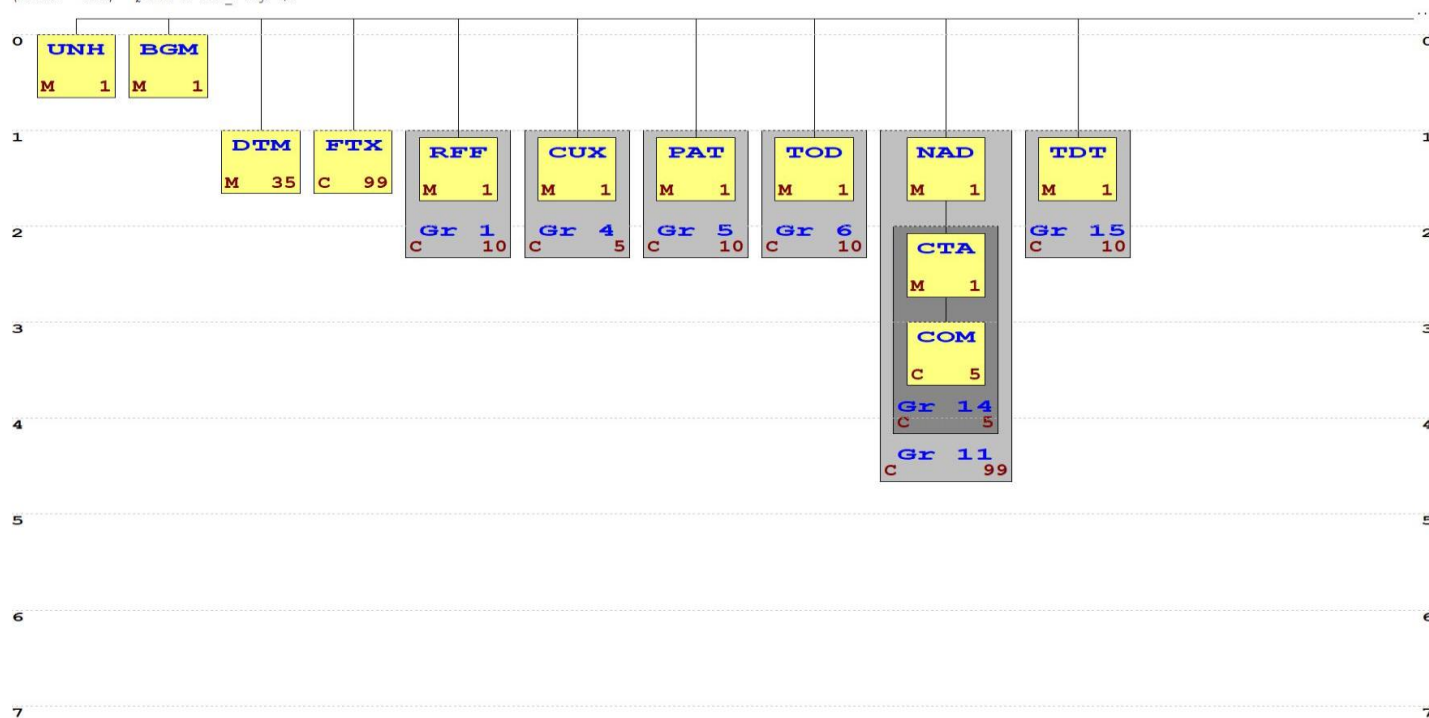 ...
0 UNH BGM 0
M 1 M 1
1 DTM FTX RFF CUX PAT TOD NAD TDT 1
M 35 C 99 M 1 M 1 M 1 M 1 M 1 M 1
2 Gr 1 Gr 4 Gr 5 Gr 6 Gr 15 2
C 10 C 5 C 10 C 10 C 10
CTA
M 1
3 3
COM
C 5
Gr 14
4 C 5 4
Gr 11
C 99
5 5
6 6
7 7